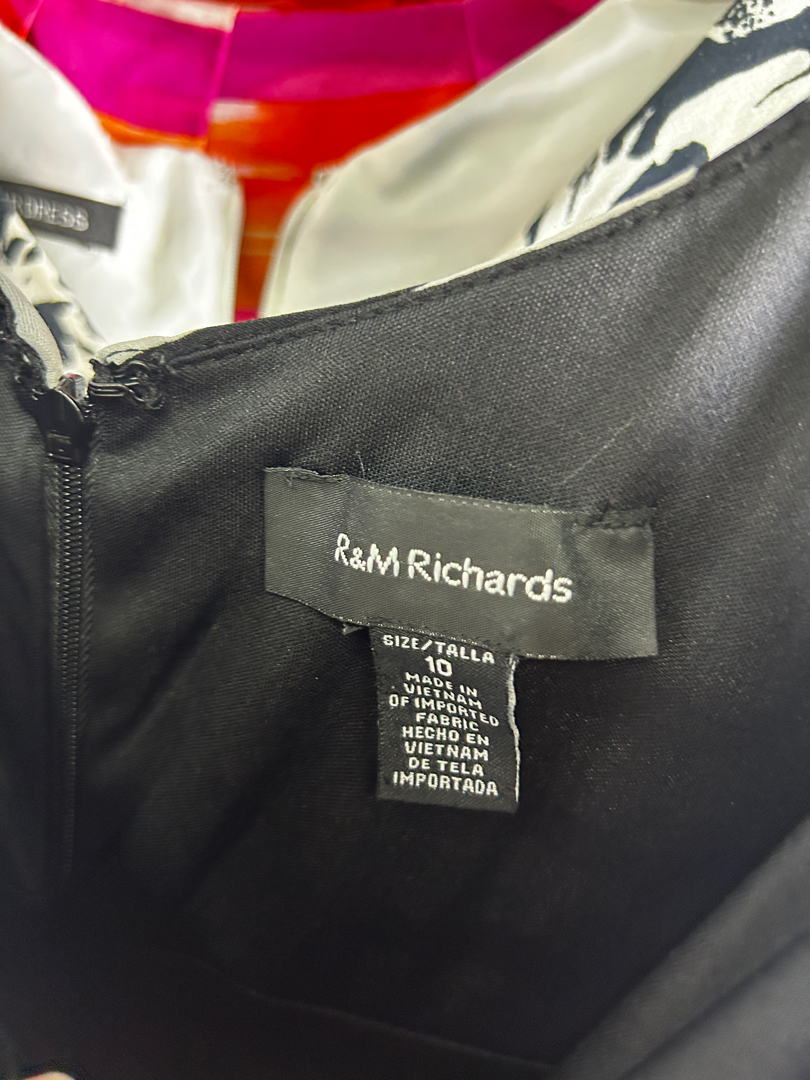 R&M Richards
SIZE/TALLA
10
MADE IN
VIETNAM
OF IMPORTED
FABRIC
HECHO EN
VIETNAM
DE TELA
IMPORTADA